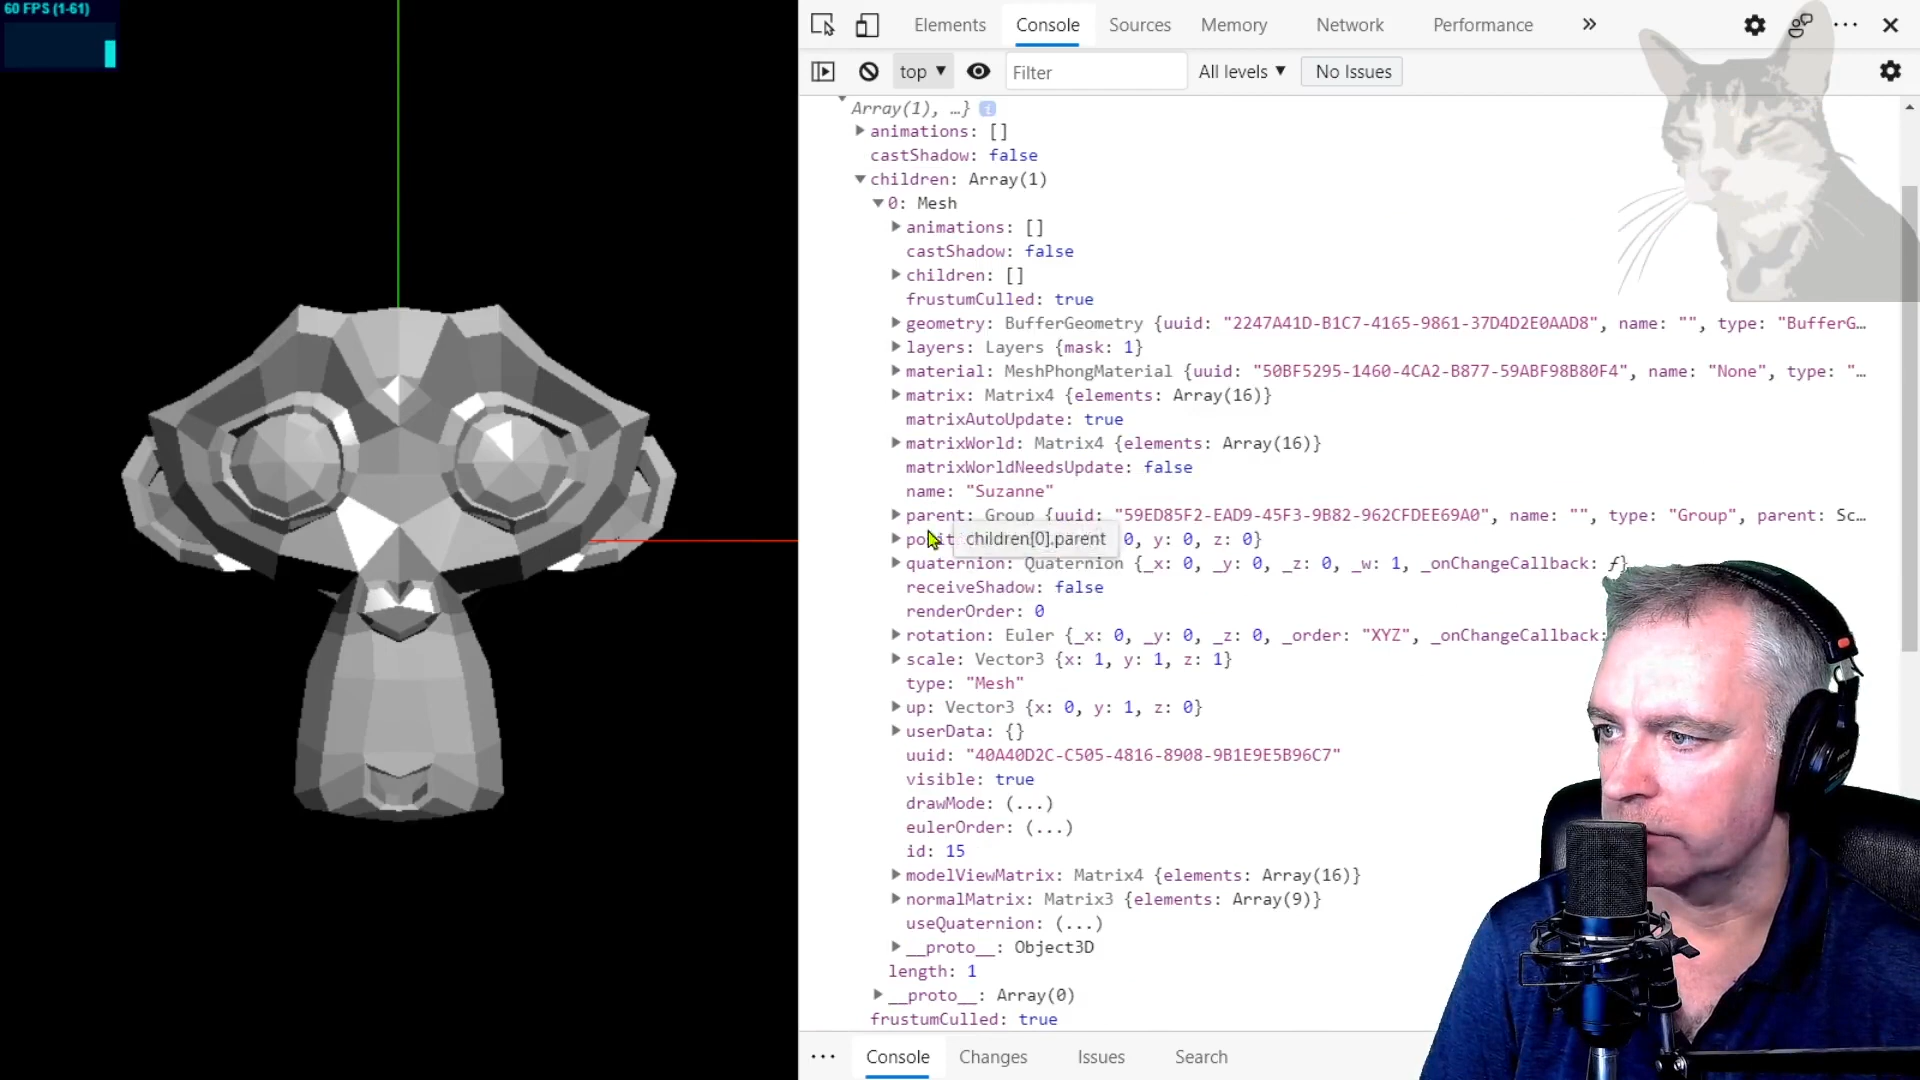 60 FPS (1-61)
Elements Console Sources Memory Network Performance
top Filter All levels No Issues
Array(1), …}
animations: []
castShadow: false
children: Array(1)
0: Mesh
animations: []
castShadow: false
children: []
frustumCulled: true
geometry: BufferGeometry {uuid: "2247A41D-B1C7-4165-9861-37D4D2E0AAD8", name: "", type: "BufferG…
layers: Layers {mask: 1}
material: MeshPhongMaterial {uuid: "50BF5295-1460-4CA2-B877-59ABF98B80F4", name: "None", type: "…
matrix: Matrix4 {elements: Array(16)}
matrixAutoUpdate: true
matrixWorld: Matrix4 {elements: Array(16)}
matrixWorldNeedsUpdate: false
name: "Suzanne"
parent: Group {uuid: "59ED85F2-EAD9-45F3-9B82-962CFDEE69A0", name: "", type: "Group", parent: Sc…
children[0].parent 0, y: 0, z: 0}
quaternion: Quaternion {_x: 0, _y: 0, _z: 0, _w: 1, _onChangeCallback: ƒ}
receiveShadow: false
renderOrder: 0
rotation: Euler {_x: 0, _y: 0, _z: 0, _order: "XYZ", _onChangeCallback:
scale: Vector3 {x: 1, y: 1, z: 1}
type: "Mesh"
up: Vector3 {x: 0, y: 1, z: 0}
userData: {}
uuid: "40A40D2C-C505-4816-8908-9B1E9E5B96C7"
visible: true
drawMode: (...)
eulerOrder: (...)
id: 15
modelViewMatrix: Matrix4 {elements: Array(16)}
normalMatrix: Matrix3 {elements: Array(9)}
useQuaternion: (...)
__proto__: Object3D
length: 1
__proto__: Array(0)
frustumCulled: true
Console Changes Issues Search